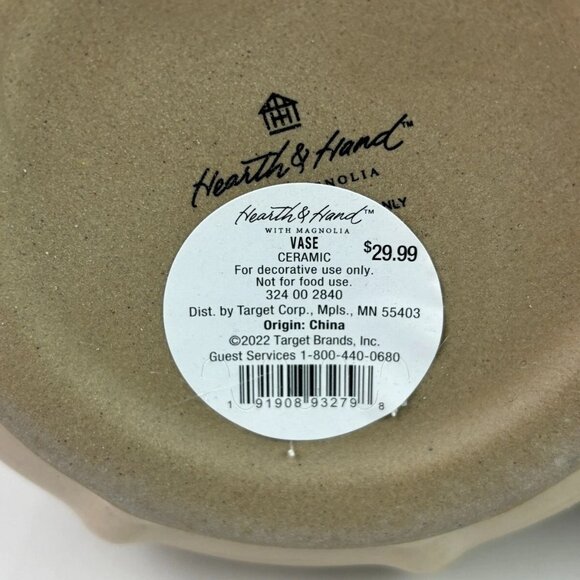 Hearth & Hand™
NOLIA
NLY
Hearth & Hand™
WITH MAGNOLIA
VASE
CERAMIC
$29.99
For decorative use only.
Not for food use.
324 00 2840
Dist. by Target Corp., Mpls., MN 55403
Origin: China
©2022 Target Brands, Inc.
Guest Services 1-800-440-0680
1 91908 93279 8